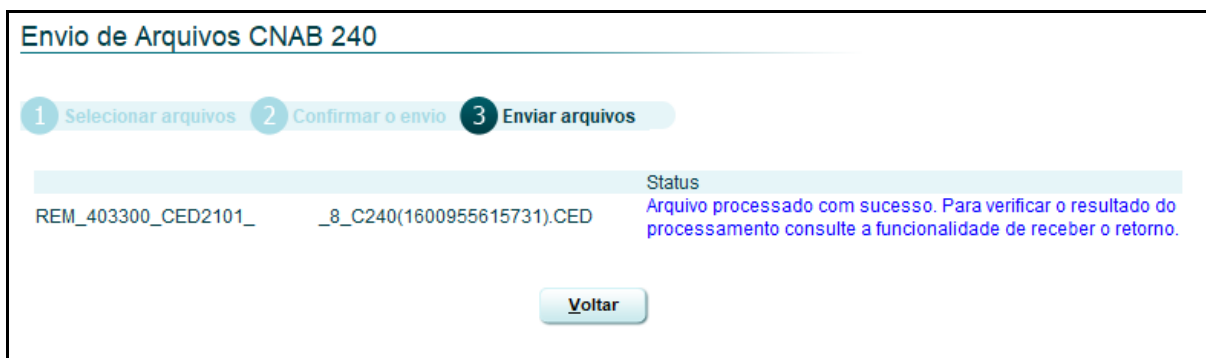 Envio de Arquivos CNAB 240
1 Selecionar arquivos 2 Confirmar o envio 3 Enviar arquivos
Status
REM_403300_CED2101_ _8_C240(1600955615731).CED
Arquivo processado com sucesso. Para verificar o resultado do
processamento consulte a funcionalidade de receber o retorno.
Voltar